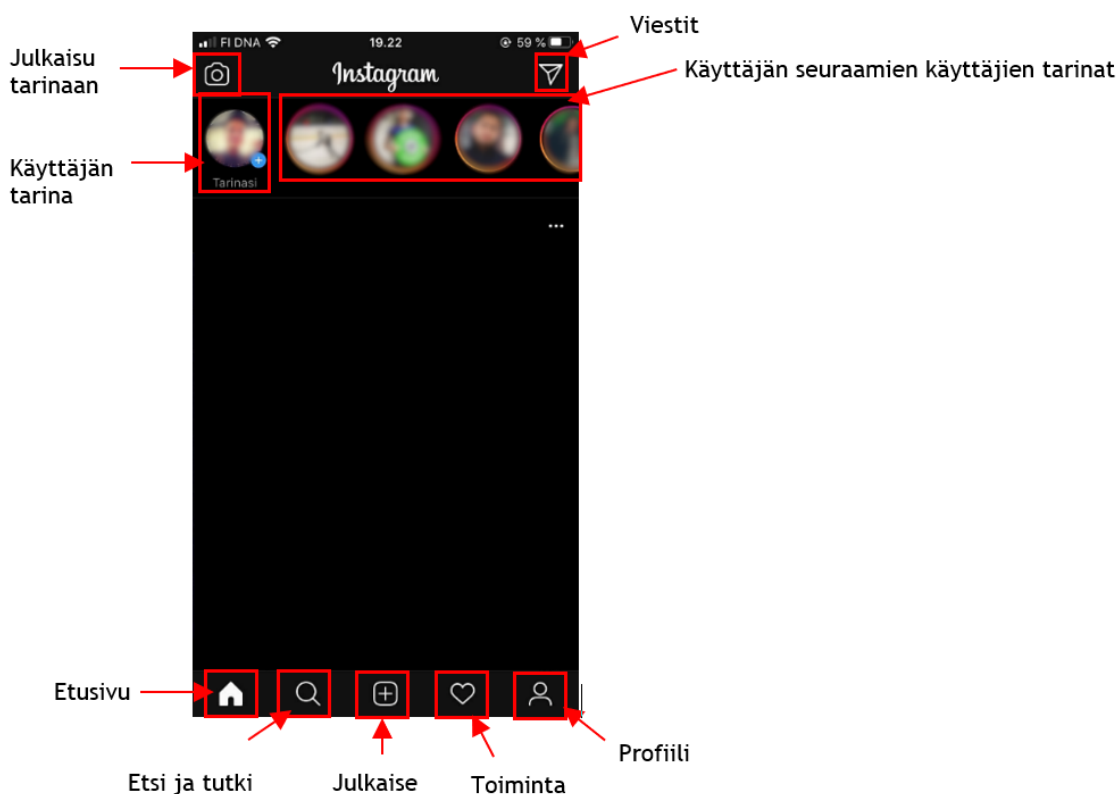 Viestit
FI DNA 19.22 59 %
Julkaisu
tarinaan
Instagram
Käyttäjän seuraamien käyttäjien tarinat
Käyttäjän
tarina
Tarinasi
Etusivu
Profiili
Etsi ja tutki
Julkaise
Toiminta